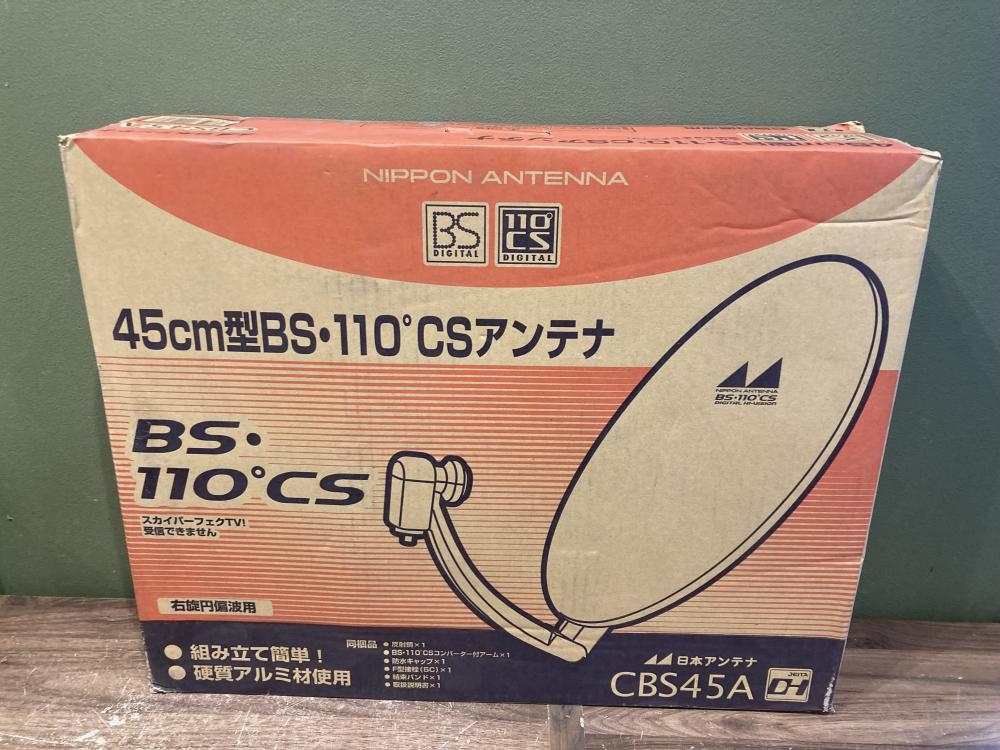 NIPPON ANTENNA
BS
DIGITAL
110°
CS
DIGITAL
45cm型BS・110°CSアンテナ
NIPPON ANTENNA
BS・110°CS
DIGITAL HI-VISION
BS・
110°CS
スカイパーフェクTV!
受信できません
右旋円偏波用
● 組み立て簡単！
● 硬質アルミ材使用
同梱品
● 反射鏡×1
● BS・110°CSコンバーター付アーム×1
● 防水キャップ×1
● F型接栓(5C)×1
● 結束バンド×1
● 取扱説明書×1
日本アンテナ
CBS45A
JEITA
DH